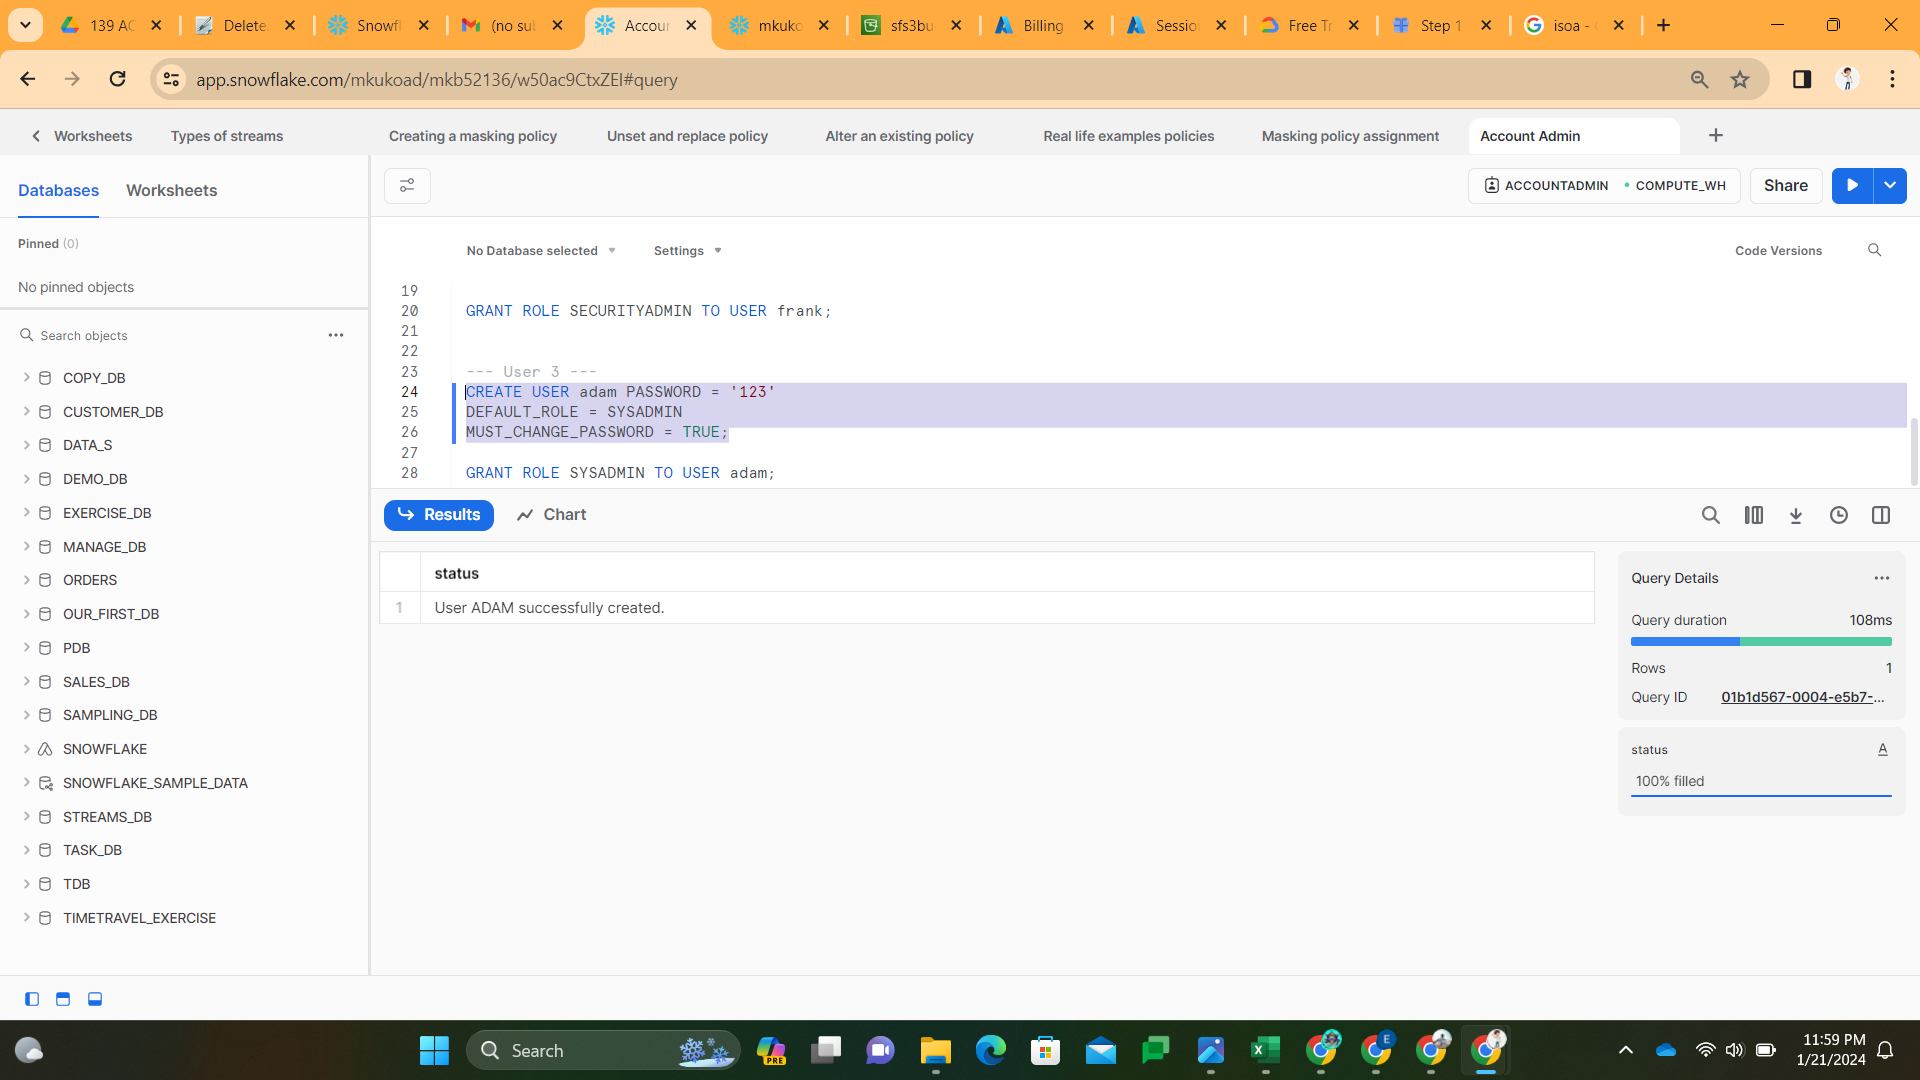 139 AC
Delete
Snowfl
(no sub
Accour
mkuko
sfs3bu
Billing
Sessio
Free Tr
Step 1
isoa -
app.snowflake.com/mkukoad/mkb52136/w50ac9CtxZEI#query
Worksheets
Types of streams
Creating a masking policy
Unset and replace policy
Alter an existing policy
Real life examples policies
Masking policy assignment
Account Admin
Databases
Worksheets
ACCOUNTADMIN
COMPUTE_WH
Share
Pinned (0)
No pinned objects
No Database selected
Settings
Code Versions
Search objects
COPY_DB
CUSTOMER_DB
DATA_S
DEMO_DB
EXERCISE_DB
MANAGE_DB
ORDERS
OUR_FIRST_DB
PDB
SALES_DB
SAMPLING_DB
SNOWFLAKE
SNOWFLAKE_SAMPLE_DATA
STREAMS_DB
TASK_DB
TDB
TIMETRAVEL_EXERCISE
19
20 GRANT ROLE SECURITYADMIN TO USER frank;
21
22
23 --- User 3 ---
24 CREATE USER adam PASSWORD = '123'
25 DEFAULT_ROLE = SYSADMIN
26 MUST_CHANGE_PASSWORD = TRUE;
27
28 GRANT ROLE SYSADMIN TO USER adam;
Results
Chart
status
1 User ADAM successfully created.
Query Details
Query duration 108ms
Rows 1
Query ID 01b1d567-0004-e5b7-...
status A
100% filled
Search
PRE
E
11:59 PM
1/21/2024